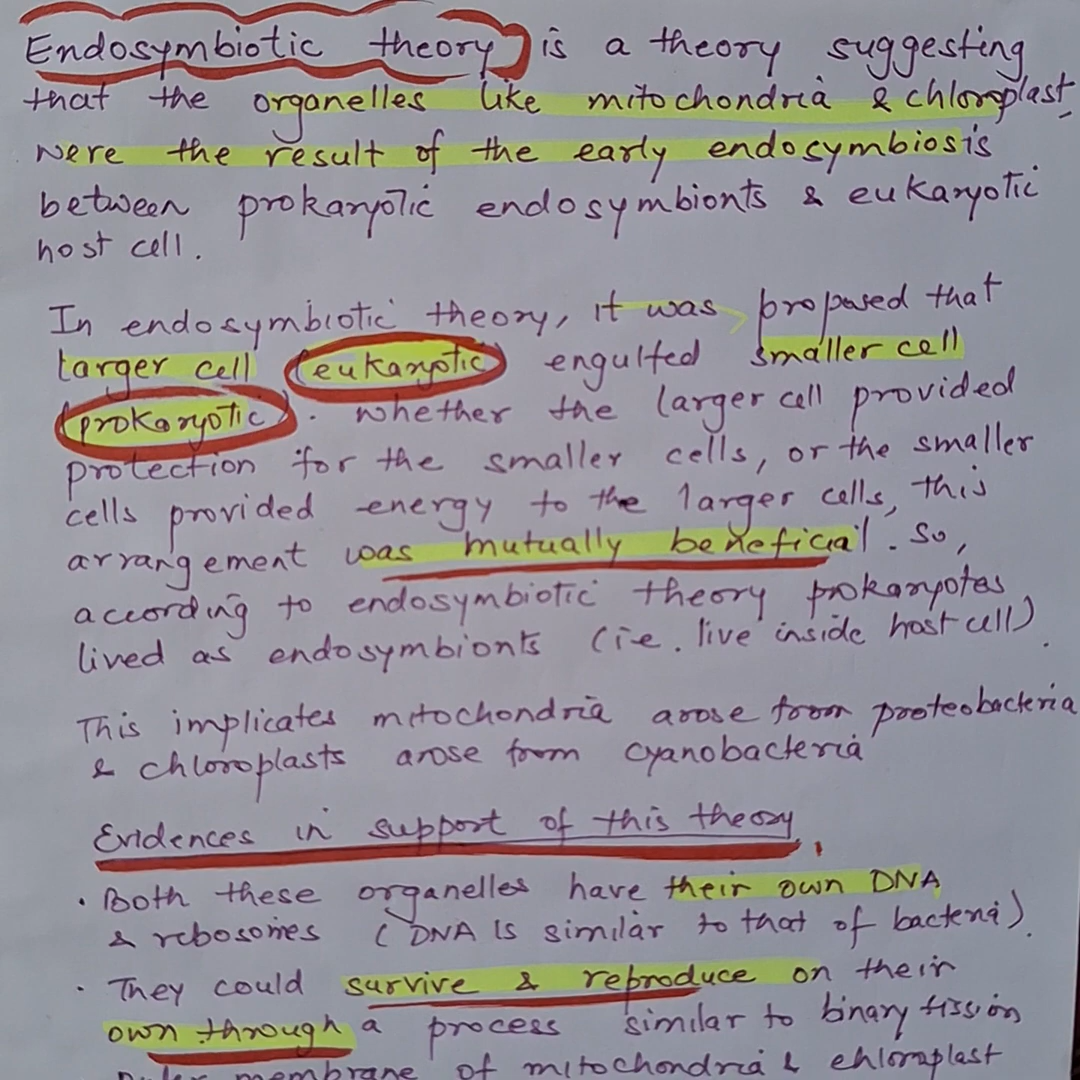 Endosymbiotic theory is a theory suggesting
that the organelles like mitochondria & chloroplast
were the result of the early endosymbiosis
between prokaryotic endosymbionts & eukaryotic
host cell.
In endosymbiotic theory, it was proposed that
larger cell (eukaryotic) engulfed smaller cell
(prokaryotic). whether the larger cell provided
protection for the smaller cells, or the smaller
cells provided energy to the larger cells, this
arrangement was mutually beneficial. So,
according to endosymbiotic theory prokaryotes
lived as endosymbionts (i.e. live inside host cell).
This implicates mitochondria arose from proteobacteria
& chloroplasts arose from cyanobacteria
Evidences in support of this theory
· Both these organelles have their own DNA
& rebosomes (DNA is similar to that of bacteria).
· They could survive & reproduce on their
own through a process similar to binary fission
Outer membrane of mitochondria & chloroplast